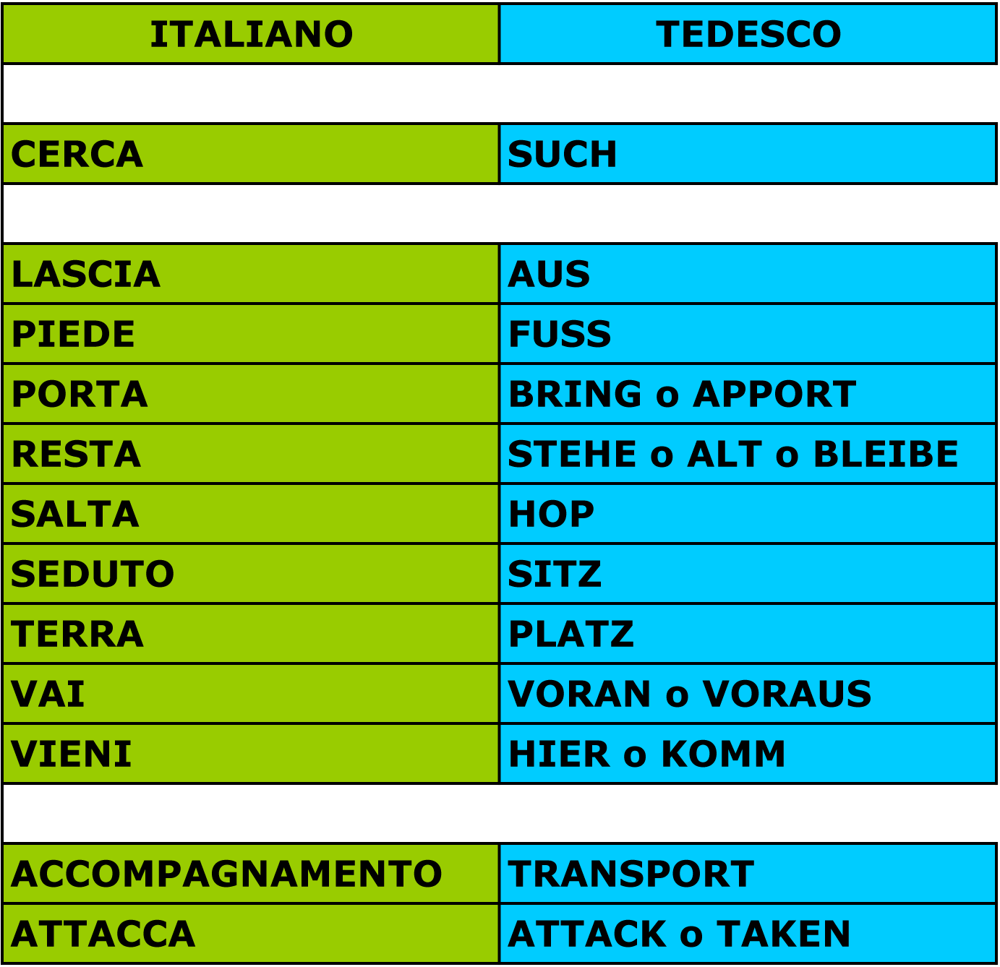 ITALIANO TEDESCO
CERCA SUCH
LASCIA AUS
PIEDE FUSS
PORTA BRING o APPORT
RESTA STEHE o ALT o BLEIBE
SALTA HOP
SEDUTO SITZ
TERRA PLATZ
VAI VORAN o VORAUS
VIENI HIER o KOMM
ACCOMPAGNAMENTO TRANSPORT
ATTACCA ATTACK o TAKEN